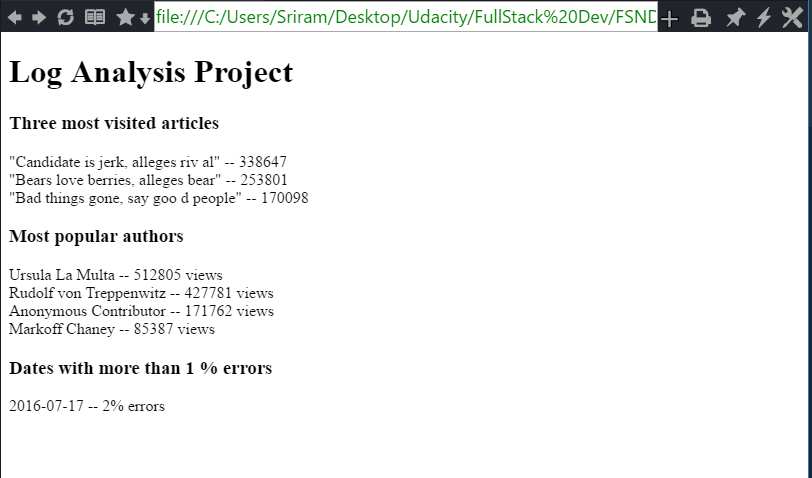 file:///C:/Users/Sriram/Desktop/Udacity/FullStack%20Dev/FSND
Log Analysis Project
Three most visited articles
"Candidate is jerk, alleges riv al" -- 338647
"Bears love berries, alleges bear" -- 253801
"Bad things gone, say goo d people" -- 170098
Most popular authors
Ursula La Multa -- 512805 views
Rudolf von Treppenwitz -- 427781 views
Anonymous Contributor -- 171762 views
Markoff Chaney -- 85387 views
Dates with more than 1 % errors
2016-07-17 -- 2% errors